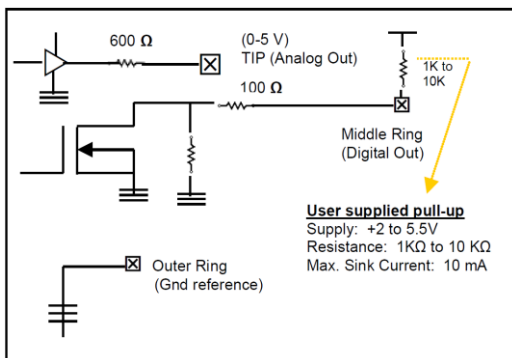 600 Ω
(0-5 V)
TIP (Analog Out)
100 Ω
1K to
10K
Middle Ring
(Digital Out)
User supplied pull-up
Supply: +2 to 5.5V
Resistance: 1KΩ to 10 KΩ
Max. Sink Current: 10 mA
Outer Ring
(Gnd reference)